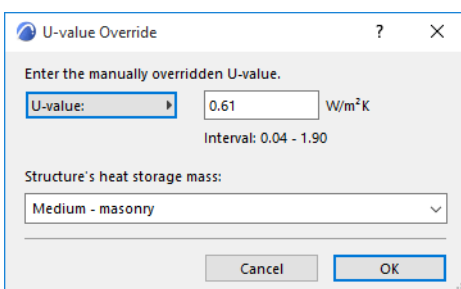 U-value Override
Enter the manually overridden U-value.
U-value: 0.61 W/m²K
Interval: 0.04 - 1.90
Structure's heat storage mass:
Medium - masonry
Cancel OK